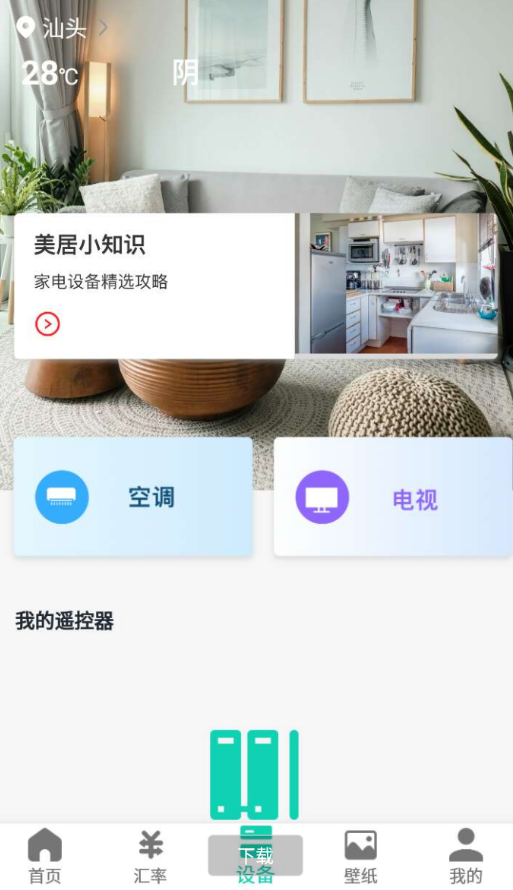 汕头
28℃ 阴
美居小知识
家电设备精选攻略
空调 电视
我的遥控器
下载
首页 汇率 设备 壁纸 我的